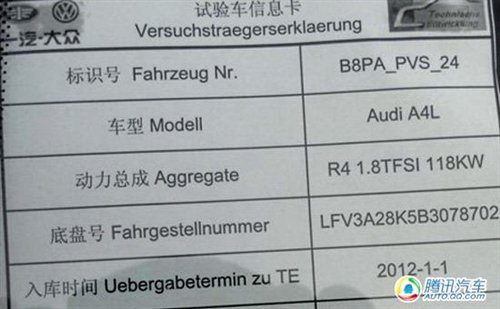 汽-大众
试验车信息卡
Versuchstraegerserklaerung
Technische
Entwicklung
标识号 Fahrzeug Nr. B8PA_PVS_24
车型 Modell Audi A4L
动力总成 Aggregate R4 1.8TFSI 118KW
底盘号 Fahrgestellnummer LFV3A28K5B3078702
入库时间 Uebergabetermin zu TE 2012-1-1
腾讯汽车
AUTO.QQ.COM